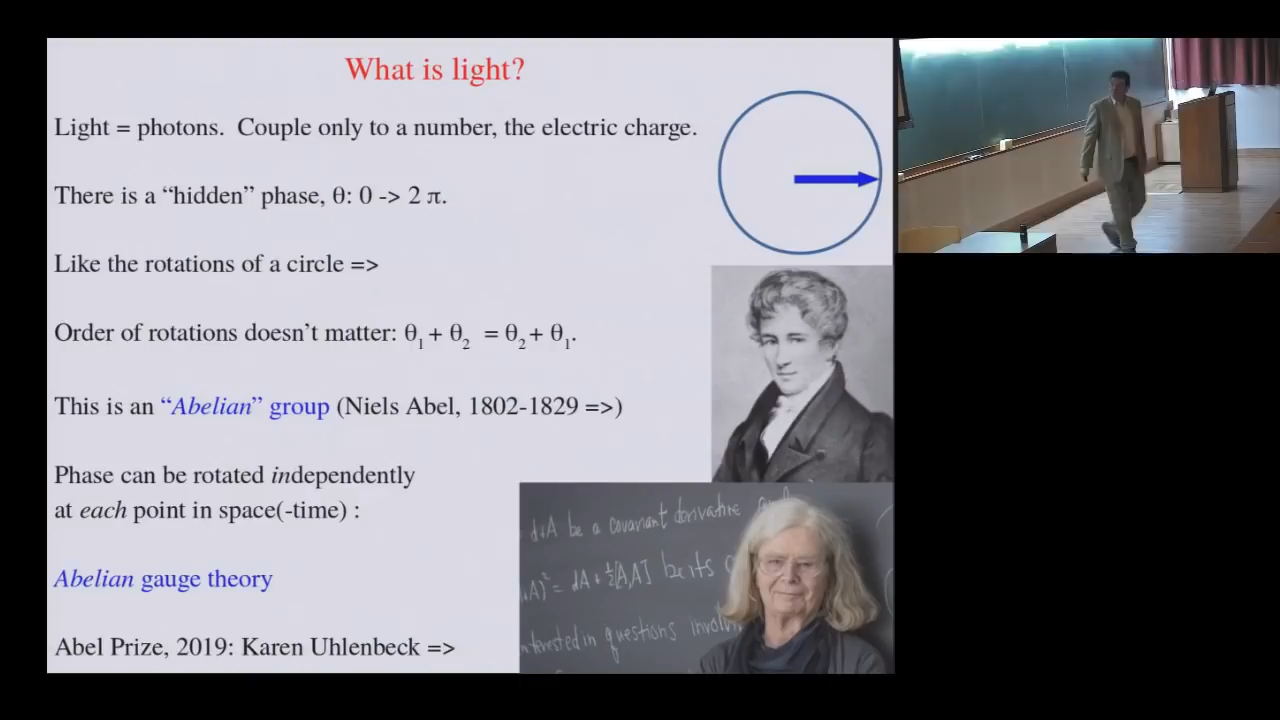 What is light?
Light = photons.  Couple only to a number, the electric charge.
There is a “hidden” phase, θ: 0 -> 2 π.
Like the rotations of a circle =>
Order of rotations doesn’t matter: θ₁ + θ₂ = θ₂ + θ₁.
This is an “Abelian” group (Niels Abel, 1802-1829 =>)
Phase can be rotated independently
at each point in space(-time) :
Abelian gauge theory
Abel Prize, 2019: Karen Uhlenbeck =>
d+A be a covariant derivative
+A)² = dA + ½[A,A] be its
interested in questions involv